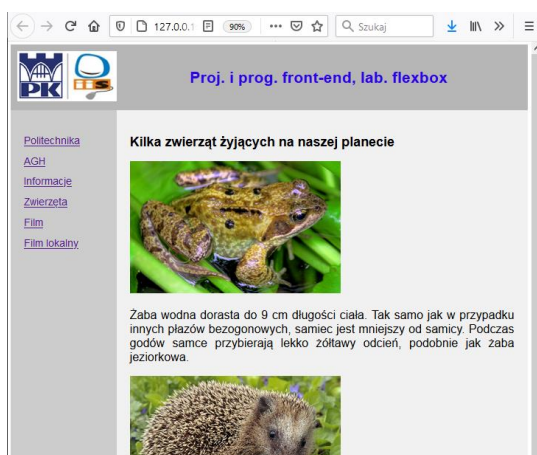 127.0.0.1
90%
Szukaj
PK
Proj. i prog. front-end, lab. flexbox
Politechnika
AGH
Informacje
Zwierzęta
Film
Film lokalny
Kilka zwierząt żyjących na naszej planecie
Żaba wodna dorasta do 9 cm długości ciała. Tak samo jak w przypadku
innych płazów bezogonowych, samiec jest mniejszy od samicy. Podczas
godów samce przybierają lekko żółtawy odcień, podobnie jak żaba
jeziorkowa.